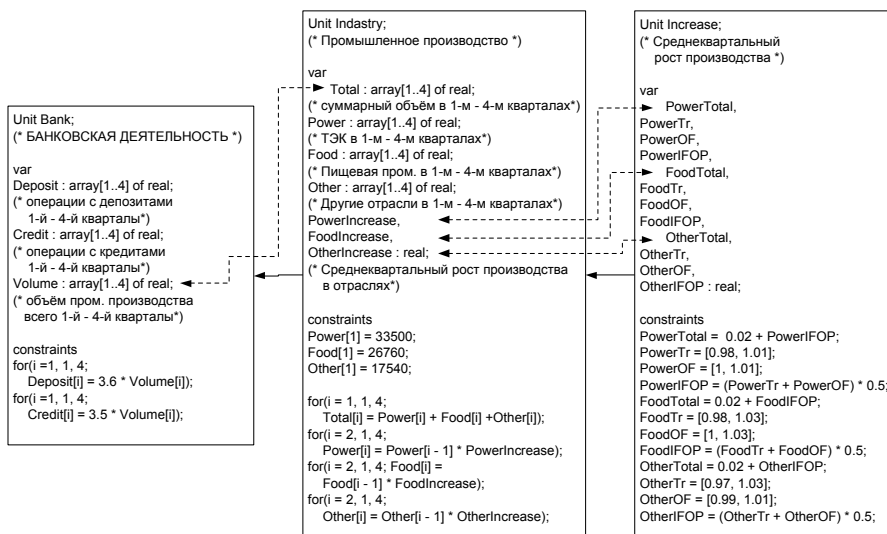 Unit Bank;
(* БАНКОВСКАЯ ДЕЯТЕЛЬНОСТЬ *)
var
Deposit : array[1..4] of real;
(* операции с депозитами
1-й - 4-й кварталы*)
Credit : array[1..4] of real;
(* операции с кредитами
1-й - 4-й кварталы*)
Volume : array[1..4] of real;
(* объём пром. производства
всего 1-й - 4-й кварталы*)
constraints
for(i =1, 1, 4;
Deposit[i] = 3.6 * Volume[i]);
for(i =1, 1, 4;
Credit[i] = 3.5 * Volume[i]);
Unit Indastry;
(* Промышленное производство *)
var
Total : array[1..4] of real;
(* суммарный объём в 1-м - 4-м кварталах*)
Power : array[1..4] of real;
(* ТЭК в 1-м - 4-м кварталах*)
Food : array[1..4] of real;
(* Пищевая пром. в 1-м - 4-м кварталах*)
Other : array[1..4] of real;
(* Другие отрасли в 1-м - 4-м кварталах*)
PowerIncrease,
FoodIncrease,
OtherIncrease : real;
(* Среднеквартальный рост производства
в отраслях*)
constraints
Power[1] = 33500;
Food[1] = 26760;
Other[1] = 17540;
for(i = 1, 1, 4;
Total[i] = Power[i] + Food[i] +Other[i]);
for(i = 2, 1, 4;
Power[i] = Power[i - 1] * PowerIncrease);
for(i = 2, 1, 4; Food[i] =
Food[i - 1] * FoodIncrease);
for(i = 2, 1, 4;
Other[i] = Other[i - 1] * OtherIncrease);
Unit Increase;
(* Среднеквартальный
рост производства *)
var
PowerTotal,
PowerTr,
PowerOF,
PowerIFOP,
FoodTotal,
FoodTr,
FoodOF,
FoodIFOP,
OtherTotal,
OtherTr,
OtherOF,
OtherIFOP : real;
constraints
PowerTotal = 0.02 + PowerIFOP;
PowerTr = [0.98, 1.01];
PowerOF = [1, 1.01];
PowerIFOP = (PowerTr + PowerOF) * 0.5;
FoodTotal = 0.02 + FoodIFOP;
FoodTr = [0.98, 1.03];
FoodOF = [1, 1.03];
FoodIFOP = (FoodTr + FoodOF) * 0.5;
OtherTotal = 0.02 + OtherIFOP;
OtherTr = [0.97, 1.03];
OtherOF = [0.99, 1.01];
OtherIFOP = (OtherTr + OtherOF) * 0.5;